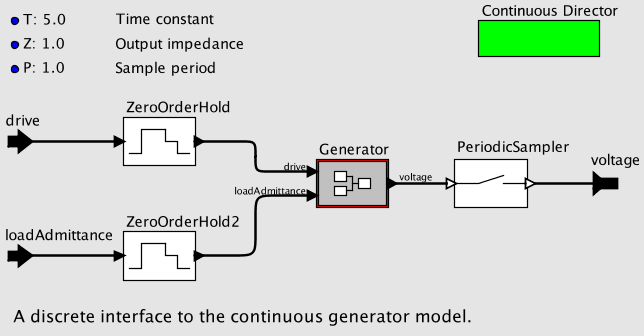 Continuous Director
T: 5.0 Time constant
Z: 1.0 Output impedance
P: 1.0 Sample period
ZeroOrderHold
drive
Generator
PeriodicSampler
drive
voltage
voltage
loadAdmittance
ZeroOrderHold2
loadAdmittance
A discrete interface to the continuous generator model.